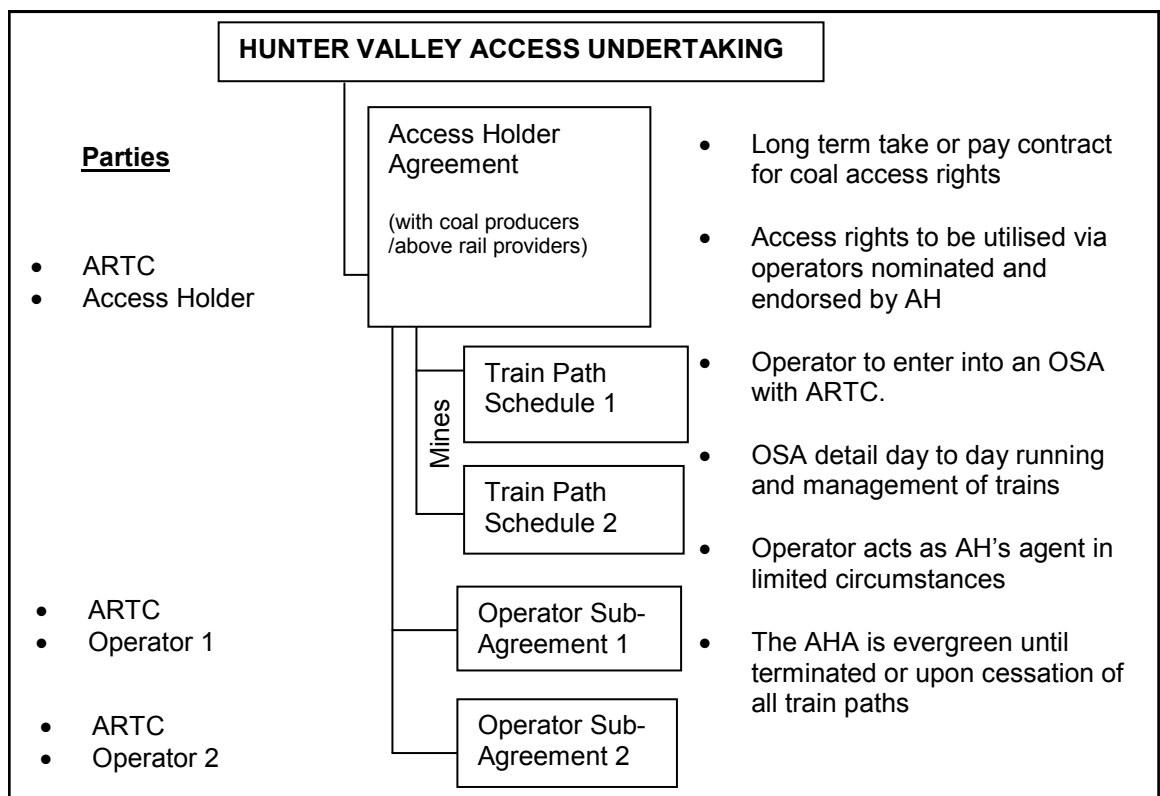 HUNTER VALLEY ACCESS UNDERTAKING
Parties
• ARTC
• Access Holder
Access Holder
Agreement
(with coal producers
/above rail providers)
Mines
Train Path
Schedule 1
Train Path
Schedule 2
• ARTC
• Operator 1
Operator Sub-
Agreement 1
• ARTC
• Operator 2
Operator Sub-
Agreement 2
• Long term take or pay contract
for coal access rights
• Access rights to be utilised via
operators nominated and
endorsed by AH
• Operator to enter into an OSA
with ARTC.
• OSA detail day to day running
and management of trains
• Operator acts as AH’s agent in
limited circumstances
• The AHA is evergreen until
terminated or upon cessation of
all train paths